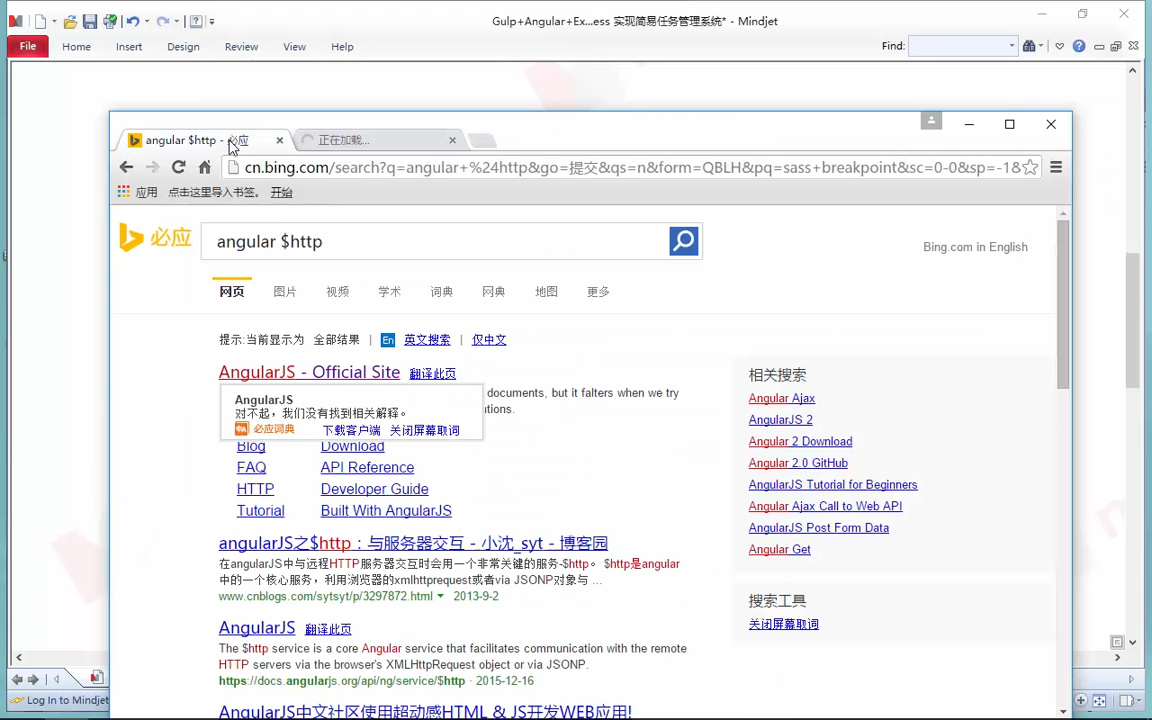 Gulp+Angular+Ex...ess 实现简易任务管理系统* - Mindjet
File Home Insert Design Review View Help Find:
angular $http - 必应 正在加载...
cn.bing.com/search?q=angular+%24http&go=提交&qs=n&form=QBLH&pq=sass+breakpoint&sc=0-0&sp=-1&
应用 点击这里导入书签。 开始
必应 angular $http
Bing.com in English
网页 图片 视频 学术 词典 网典 地图 更多
提示:当前显示为 全部结果 | En 英文搜索 | 仅中文
AngularJS - Official Site 翻译此页
documents, but it falters when we try
AngularJS
对不起，我们没有找到相关解释。
必应词典 下载客户端 关闭屏幕取词
Blog Download
FAQ API Reference
HTTP Developer Guide
Tutorial Built With AngularJS
angularJS之$http：与服务器交互 - 小沈_syt - 博客园
在angularJS中与远程HTTP服务器交互时会用一个非常关键的服务-$http。 $http是angular
中的一个核心服务，利用浏览器的xmlhttprequest或者via JSONP对象与 ...
www.cnblogs.com/sytsyt/p/3297872.html 2013-9-2
AngularJS 翻译此页
The $http service is a core Angular service that facilitates communication with the remote
HTTP servers via the browser's XMLHttpRequest object or via JSONP.
https://docs.angularjs.org/api/ng/service/$http · 2015-12-16
AngularJS中文社区使用超动感HTML & JS开发WEB应用!
相关搜索
Angular Ajax
AngularJS 2
Angular 2 Download
Angular 2.0 GitHub
AngularJS Tutorial for Beginners
Angular Ajax Call to Web API
AngularJS Post Form Data
Angular Get
搜索工具
关闭屏幕取词
Log In to Mindjet